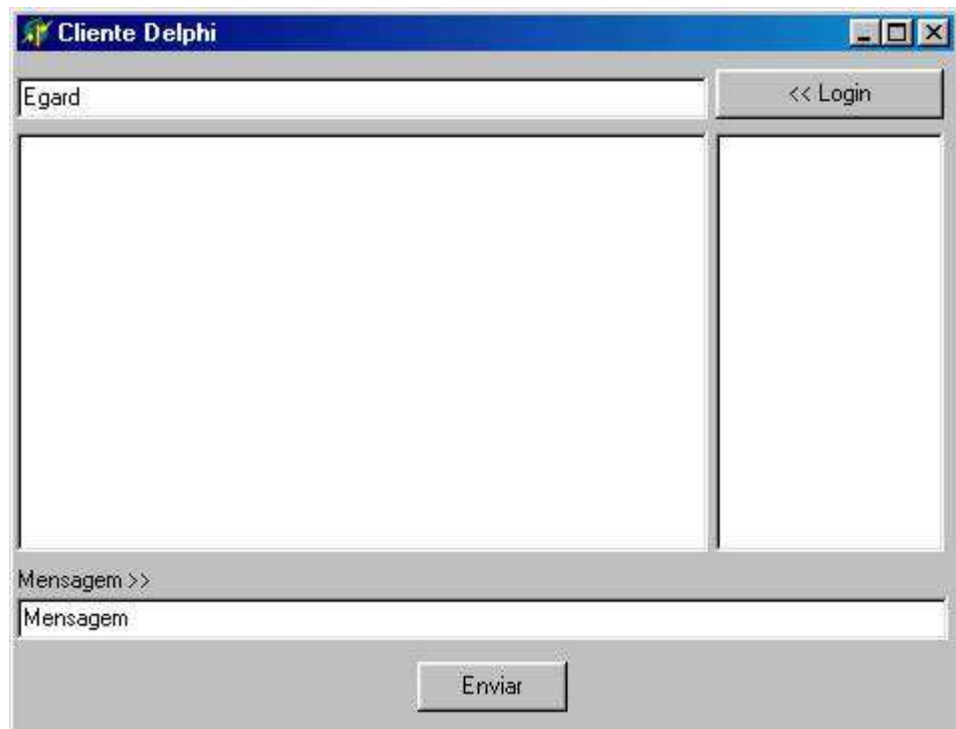 Cliente Delphi
Egard
<< Login
Mensagem >>
Mensagem
Enviar